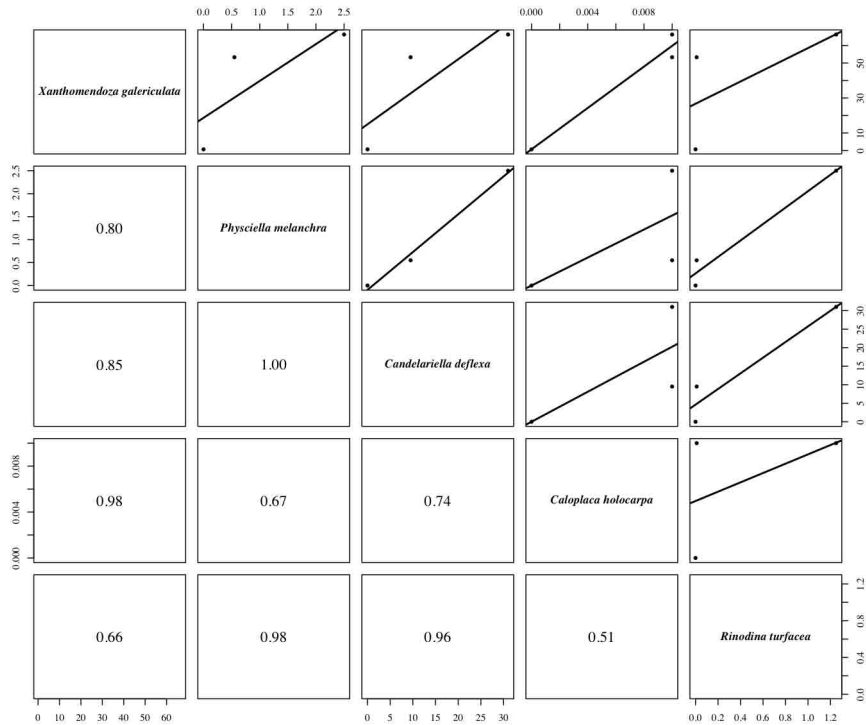 0.0 0.5 1.0 1.5 2.0 2.5 0.000 0.004 0.008
Xanthomendoza galericulata
0 10 30 50
0.0 0.5 1.0 1.5 2.0 2.5
0.80
Physciella melanchra
0.85
1.00
Candelariella deflexa
0 5 10 15 20 25 30
0.000 0.004 0.008
0.98
0.67
0.74
Caloplaca holocarpa
0.66
0.98
0.96
0.51
Rinodina turfacea
0.0 0.4 0.8 1.2
0 10 20 30 40 50 60 0 5 10 15 20 25 30 0.0 0.2 0.4 0.6 0.8 1.0 1.2